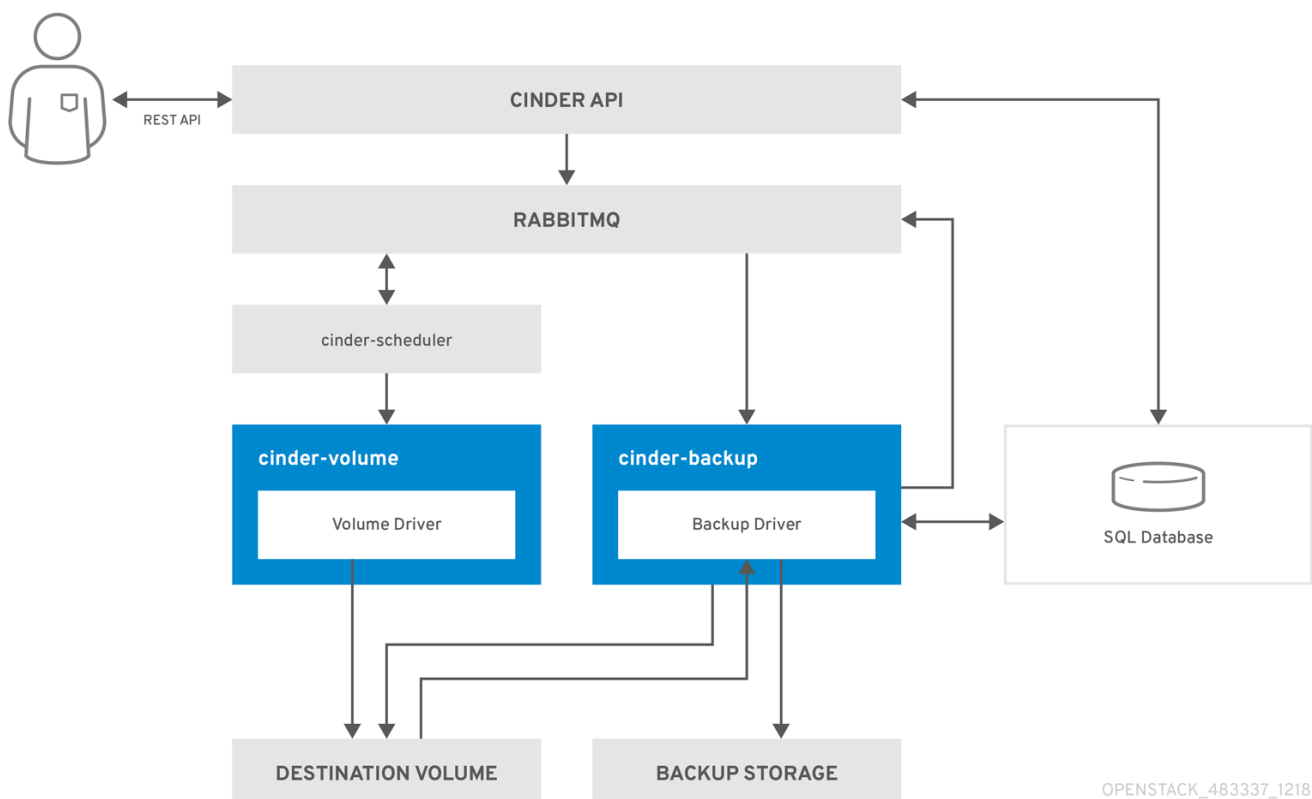 CINDER API
REST API
RABBITMQ
cinder-scheduler
cinder-volume
Volume Driver
cinder-backup
Backup Driver
SQL Database
DESTINATION VOLUME
BACKUP STORAGE
OPENSTACK_483337_1218